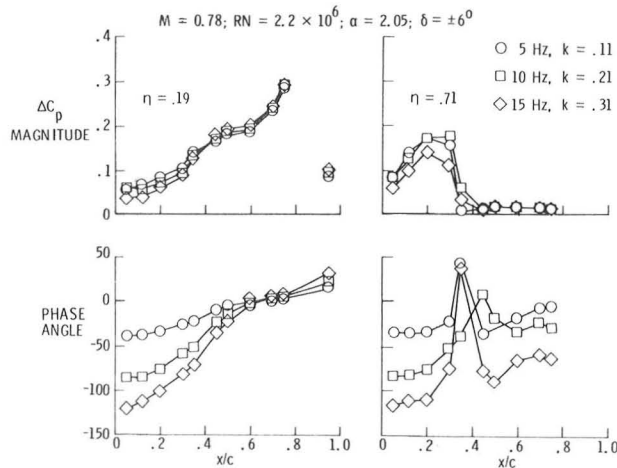 M = 0.78; RN = 2.2 × 10⁶; α = 2.05; δ = ±6⁰
.4
.3
.2
.1
0
ΔCp
MAGNITUDE
η = .19
η = .71
○ 5 Hz, k = .11
□ 10 Hz, k = .21
◇ 15 Hz, k = .31
50
0
-50
-100
-150
PHASE
ANGLE
0 .2 .4 .6 .8 1.0
x/c
0 .2 .4 .6 .8 1.0
x/c